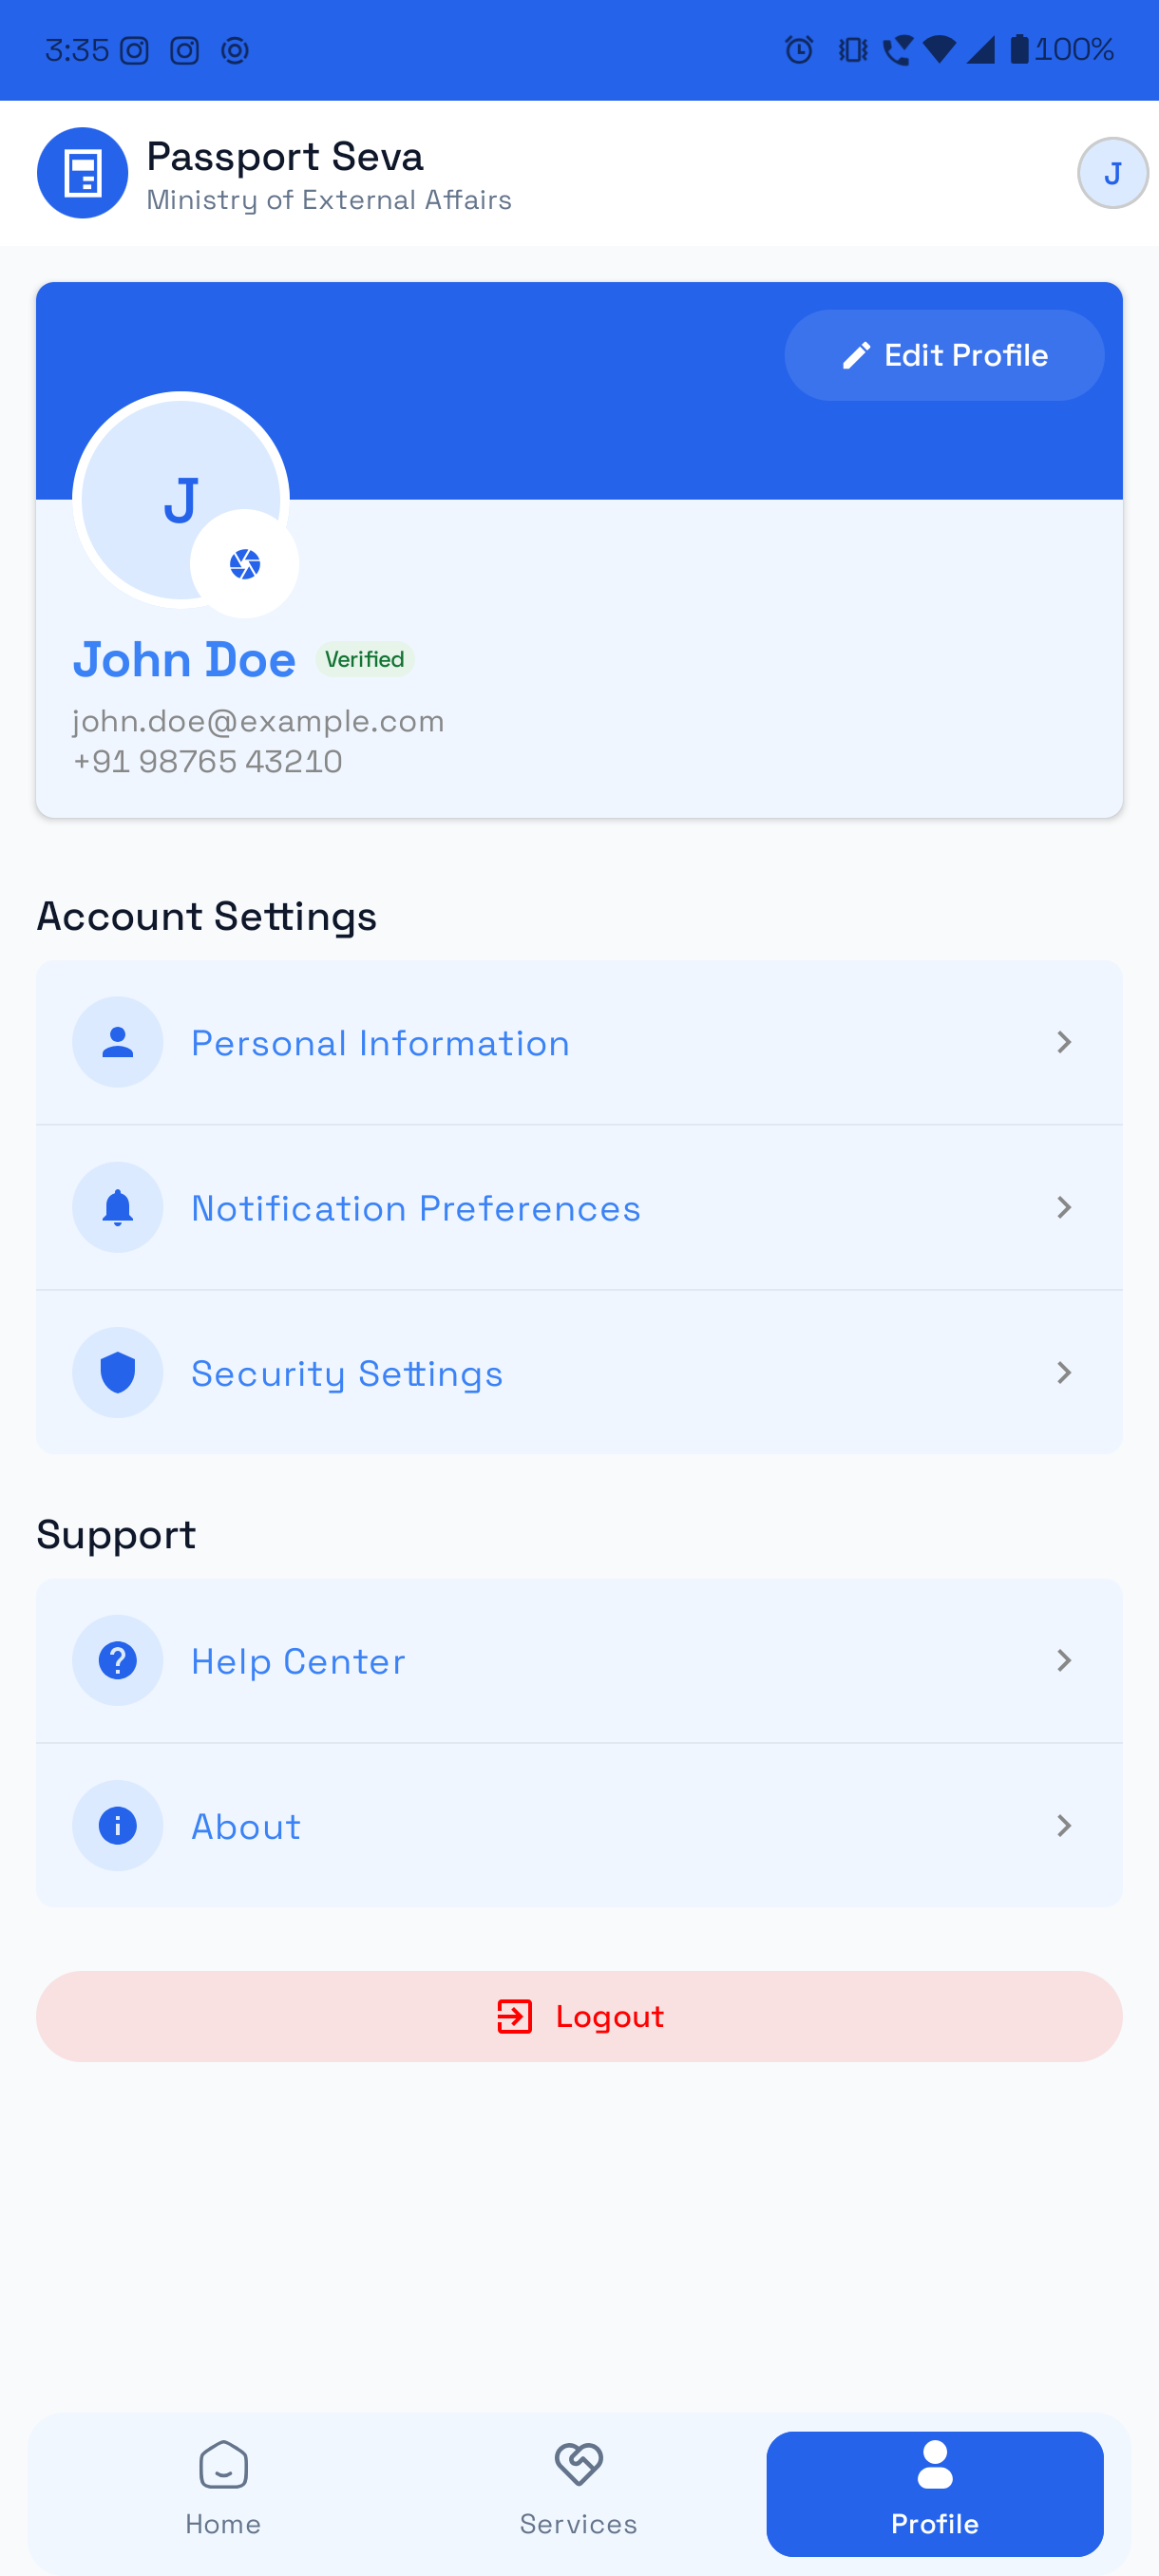 3:35 100%
Passport Seva
Ministry of External Affairs
J
Edit Profile
J
John Doe Verified
john.doe@example.com
+91 98765 43210
Account Settings
Personal Information
Notification Preferences
Security Settings
Support
Help Center
About
Logout
Home Services Profile